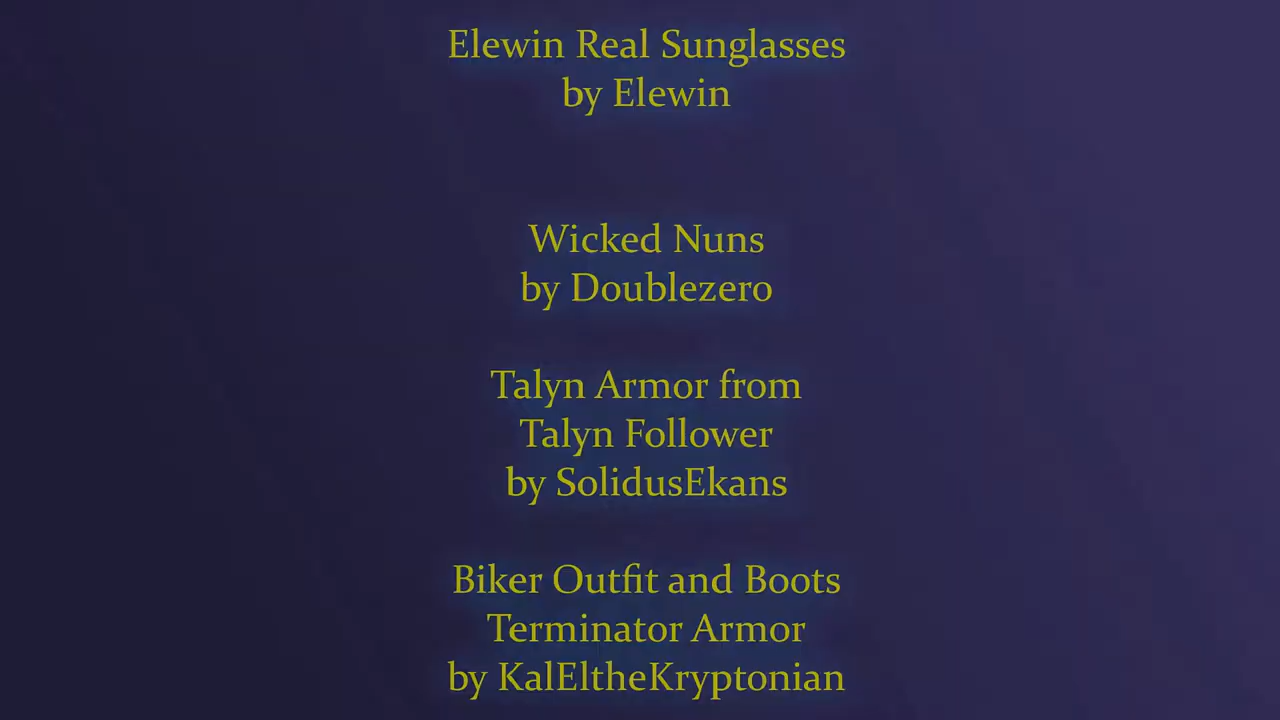 Elewin Real Sunglasses
by Elewin
Wicked Nuns
by Doublezero
Talyn Armor from
Talyn Follower
by SolidusEkans
Biker Outfit and Boots
Terminator Armor
by KalEltheKryptonian